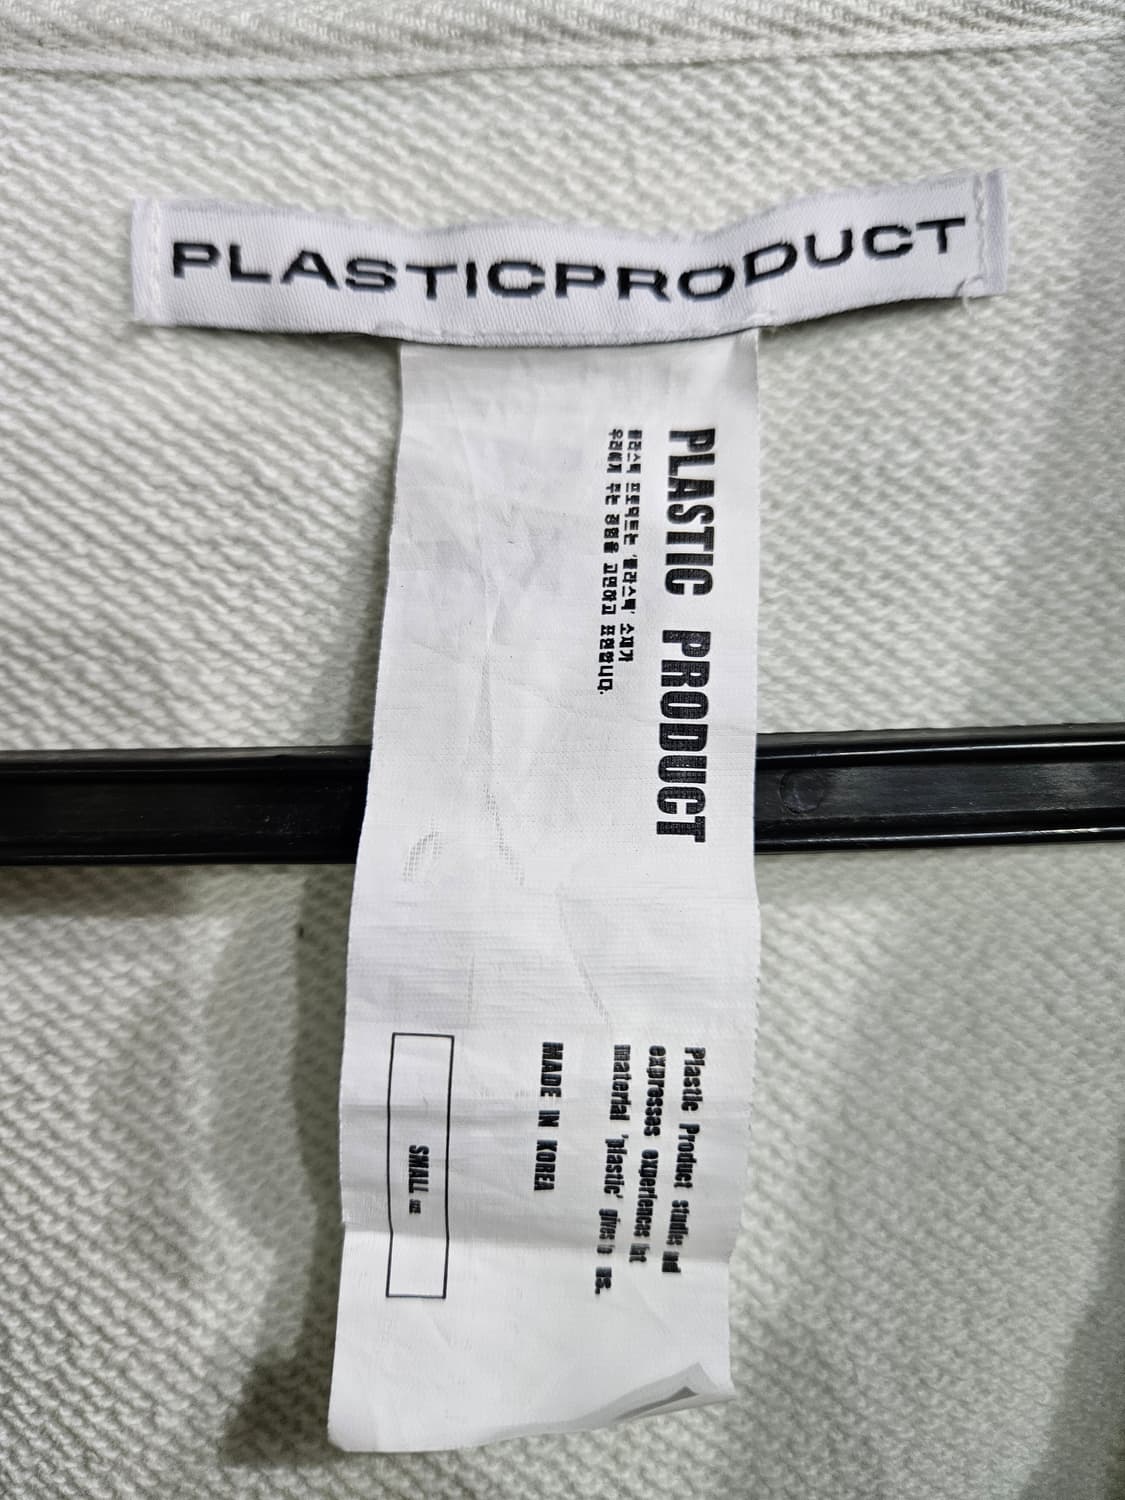 PLASTICPRODUCT
PLASTIC PRODUCT
플라스틱 프로덕트는 '플라스틱' 소재가
우리에게 주는 경험을 고민하고 표현합니다.
Plastic Product studies and
expresses experiences that
material 'plastic' gives to us.
MADE IN KOREA
SMALL